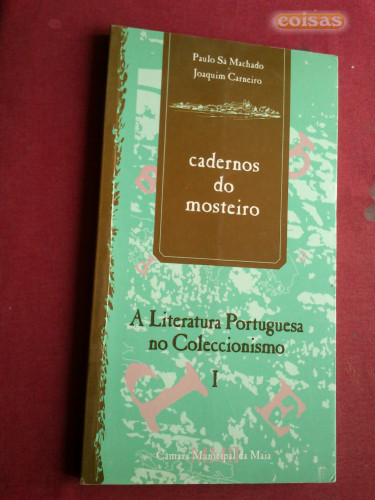 coisas
Paulo Sá Machado
Joaquim Carneiro
cadernos
do
mosteiro
A Literatura Portuguesa
no Coleccionismo
I
Câmara Municipal da Maia